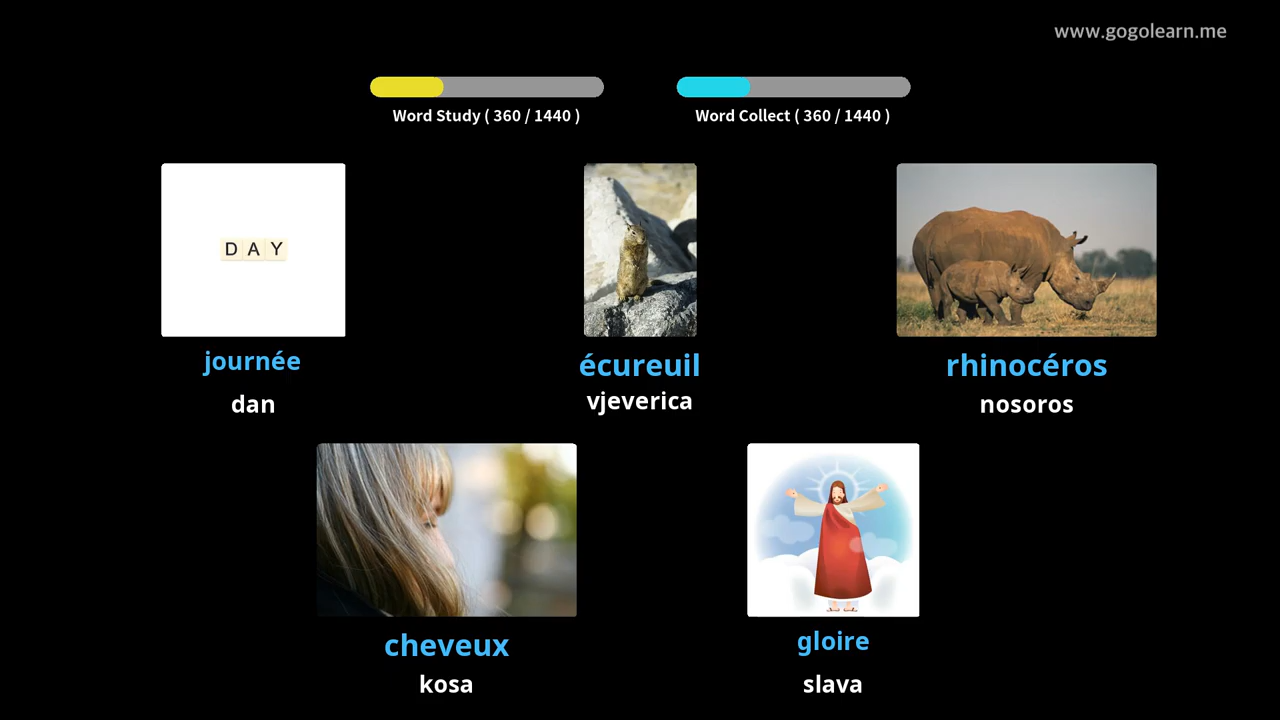 www.gogolearn.me
Word Study ( 360 / 1440 )
Word Collect ( 360 / 1440 )
DAY
journée
dan
écureuil
vjeverica
rhinocéros
nosoros
cheveux
kosa
gloire
slava